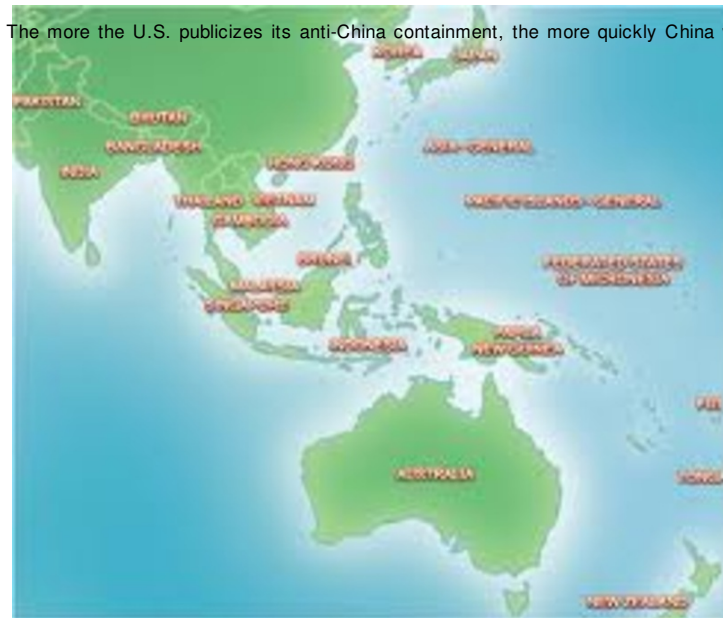 The more the U.S. publicizes its anti-China containment, the more quickly China
KOREA
JAPAN
PAKISTAN
BHUTAN
BANGLADESH
INDIA
HONG KONG
ASIA - GENERAL
THAILAND VIETNAM
CAMBODIA
PACIFIC ISLANDS - GENERAL
BRUNEI
FEDERATED STATES
OF MICRONESIA
MALAYSIA
SINGAPORE
INDONESIA
PAPUA
NEW GUINEA
AUSTRALIA
NEW ZEALAND